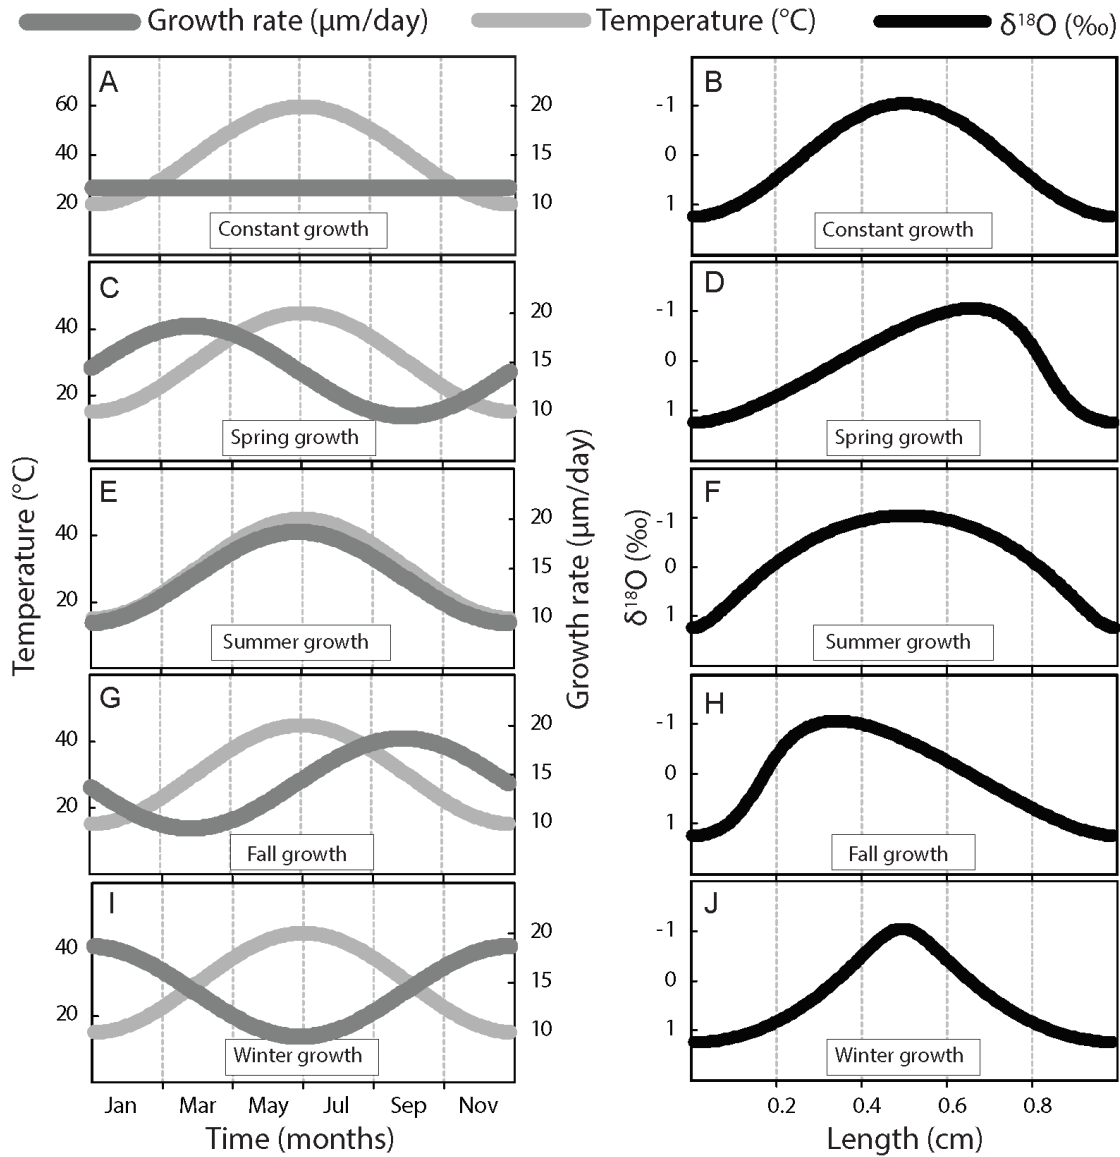 Growth rate (µm/day) Temperature (°C) δ¹⁸O (‰)
A
60
40
20
20
15
10
Constant growth
B
-1
0
1
Constant growth
C
40
20
20
15
10
Spring growth
D
-1
0
1
Spring growth
E
40
20
20
15
10
Summer growth
F
-1
0
1
Summer growth
G
40
20
20
15
10
Fall growth
H
-1
0
1
Fall growth
I
40
20
20
15
10
Winter growth
J
-1
0
1
Winter growth
Temperature (°C)
Growth rate (µm/day)
δ¹⁸O (‰)
Jan Mar May Jul Sep Nov
Time (months)
0.2 0.4 0.6 0.8
Length (cm)